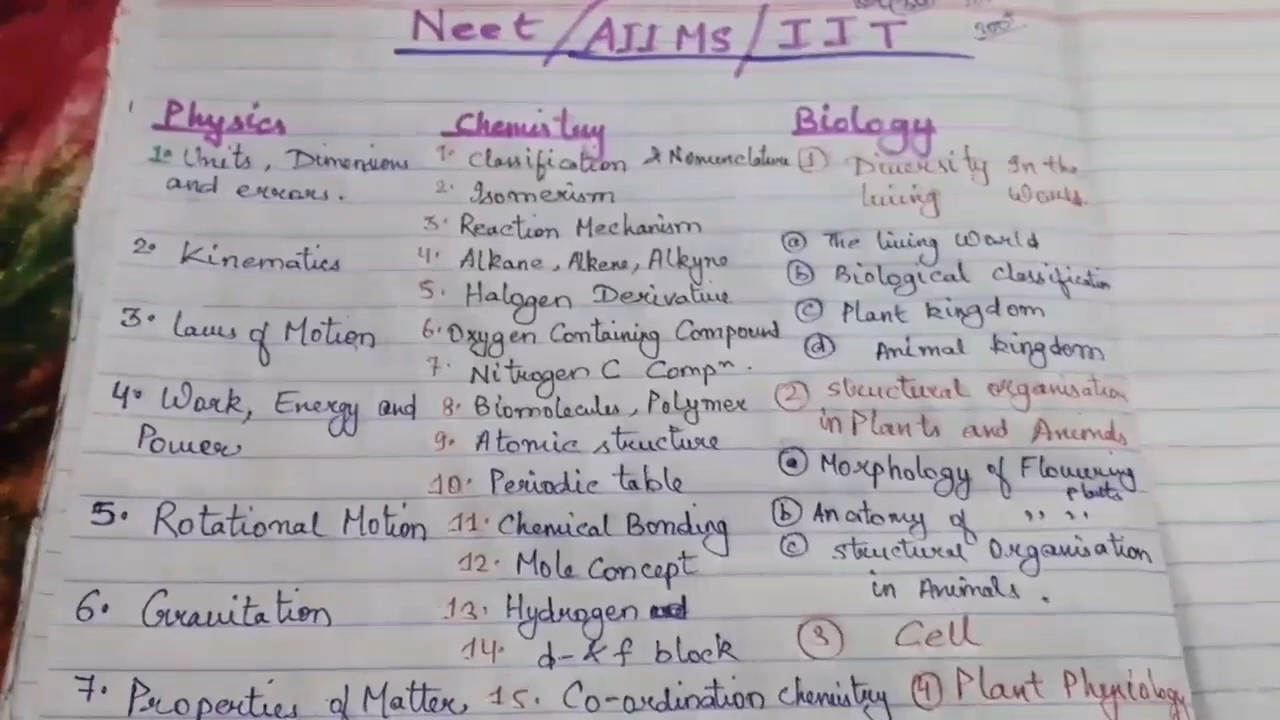 Neet / AIIMS / IIT
Physics
1. Units, Dimensions
and errors.
2. Kinematics
3. laws of Motion
4. Work, Energy and
Power
5. Rotational Motion
6. Gravitation
7. Properties of Matter
Chemistry
1. Classification & Nomenclature
2. Isomerism
3. Reaction Mechanism
4. Alkane, Alkene, Alkyne
5. Halogen Derivative
6. Oxygen Containing Compound
7. Nitrogen C Compn.
8. Biomolecules, Polymer
9. Atomic structure
10. Periodic table
11. Chemical Bonding
12. Mole Concept
13. Hydrogen
14. d- & f block
15. Co-ordination chemistry
Biology
① Diversity In the
living World.
ⓐ The living World
ⓑ Biological classification
ⓒ Plant kingdom
ⓓ Animal kingdom
② structural organisation
in Plants and Animals
ⓐ Morphology of Flowering
Plants
ⓑ Anatomy of ,, ,,
ⓒ structural Organisation
in Animals.
③ Cell
④ Plant Physiology